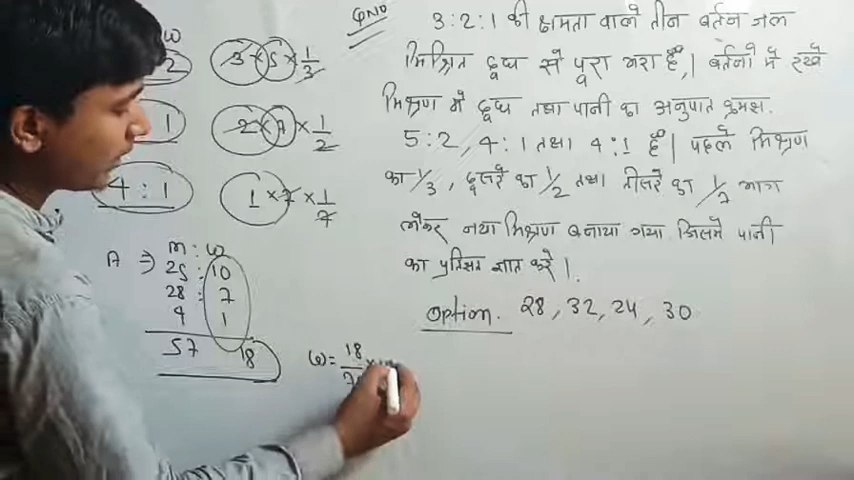 QND
3:2:1 की क्षमता वाले तीन बर्तन जल
मिश्रित दूध से पूरा भरा हैं, बर्तनो मे रखे
मिश्रण मे दूध तथा पानी का अनुपात क्रमश.
5:2, 4:1 तथा 4:1 हैं | पहले मिश्रण
का 1/3, दूसरे का 1/2 तथा तीसरे का 1/7 भाग
लेकर नया मिश्रण बनाया गया जिसमे पानी
का प्रतिसत ज्ञात करे |
option. 28, 32, 24, 30
W
2
1
4 : 1
3 × 5 × 1/3
2 × 7 × 1/2
1 × 7 × 1/7
A ⇒ m : w
25 : 10
28 : 7
4 1
57 18
W = 18/7